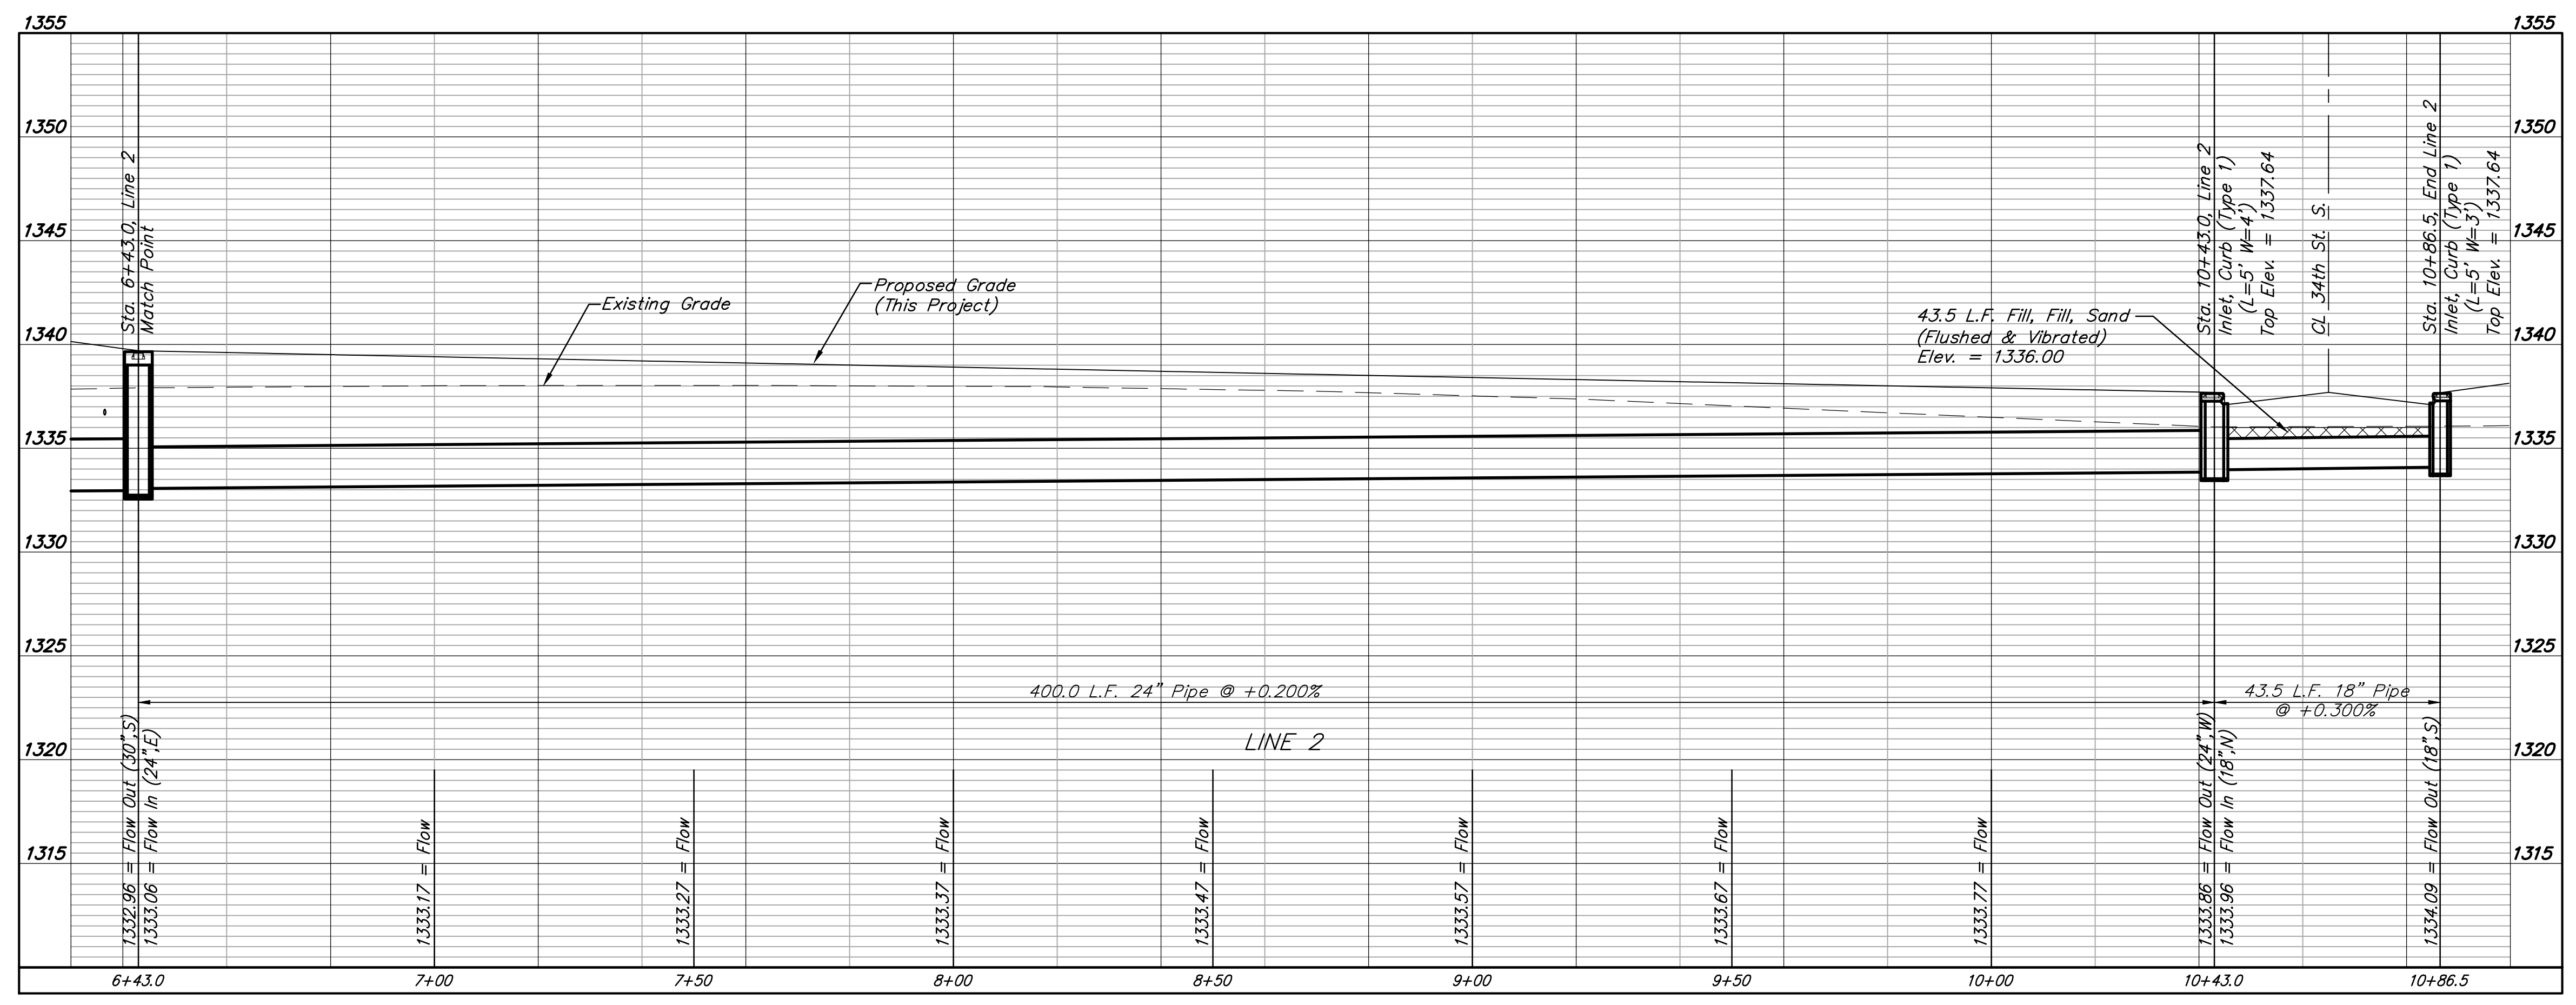 1355
1355
1350
1350
1345
1345
1340
1340
1335
1335
1330
1330
1325
1325
1320
1320
1315
1315
Sta. 6+43.0, Line 2
Match Point
Existing Grade
Proposed Grade
(This Project)
43.5 L.F. Fill, Fill, Sand
(Flushed & Vibrated)
Elev. = 1336.00
Sta. 10+43.0, Line 2
Inlet, Curb (Type 1)
(L=5' W=4')
Top Elev. = 1337.64
CL 34th St. S.
Sta. 10+86.5, End Line 2
Inlet, Curb (Type 1)
(L=5' W=3')
Top Elev. = 1337.64
400.0 L.F. 24" Pipe @ +0.200%
43.5 L.F. 18" Pipe
@ +0.300%
LINE 2
1332.96 = Flow Out (30",S)
1333.06 = Flow In (24",E)
1333.17 = Flow
1333.27 = Flow
1333.37 = Flow
1333.47 = Flow
1333.57 = Flow
1333.67 = Flow
1333.77 = Flow
1333.86 = Flow Out (24",W)
1333.96 = Flow In (18",N)
1334.09 = Flow Out (18",S)
6+43.0
7+00
7+50
8+00
8+50
9+00
9+50
10+00
10+43.0
10+86.5